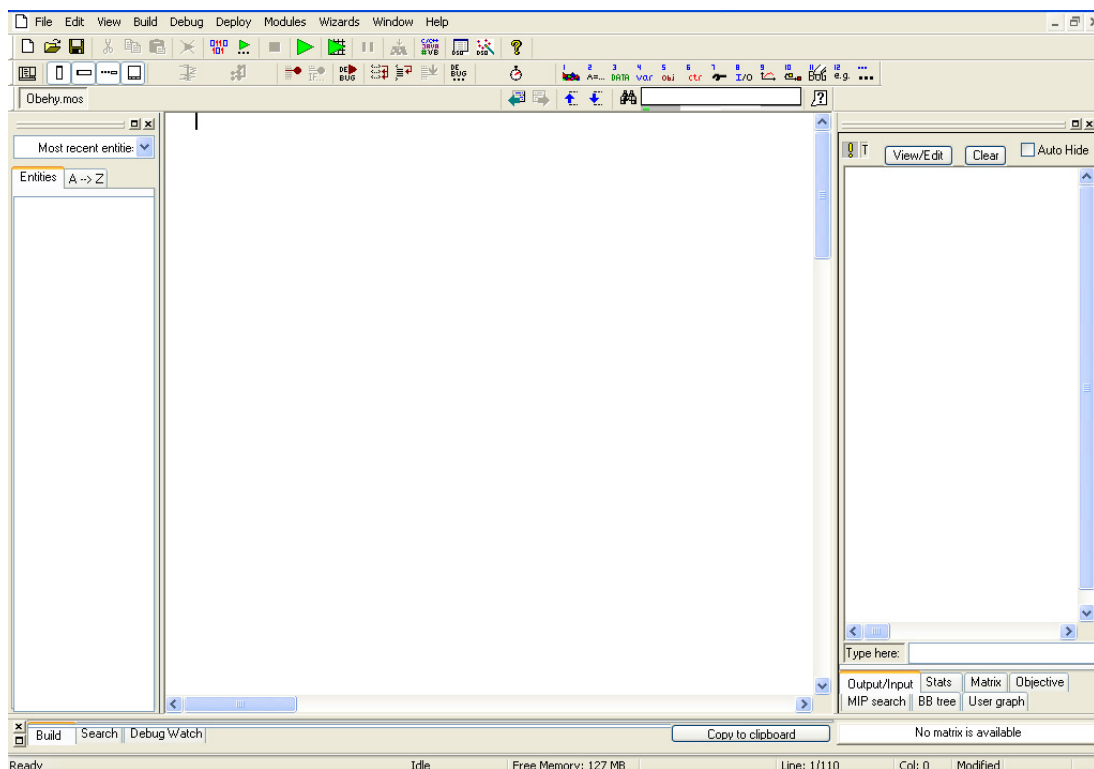 File Edit View Build Debug Deploy Modules Wizards Window Help
Obehy.mos
Most recent entitie:
Entities A --> Z
View/Edit Clear Auto Hide
Type here:
Output/Input Stats Matrix Objective
MIP search BB tree User graph
Build Search Debug Watch Copy to clipboard No matrix is available
Ready Idle Free Memory: 127 MB Line: 1/110 Col: 0 Modified